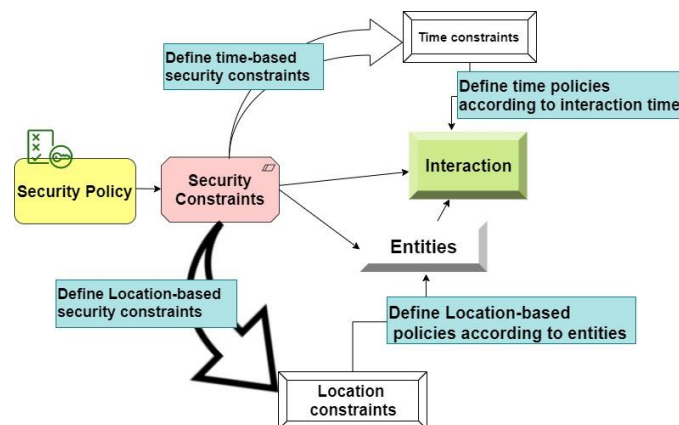 Time constraints
Define time-based
security constraints
Define time policies
according to interaction time
Interaction
Security Policy
Security
Constraints
Entities
Define Location-based
security constraints
Define Location-based
policies according to entities
Location
constraints